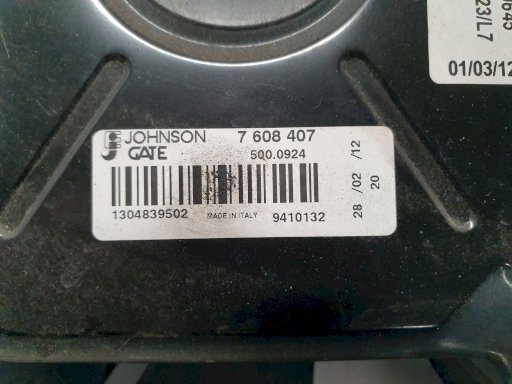 JOHNSON 7 608 407
GATE 500.0924
1304839502 MADE IN ITALY 9410132
28 /02 /12
20
23/L7
01/03/12